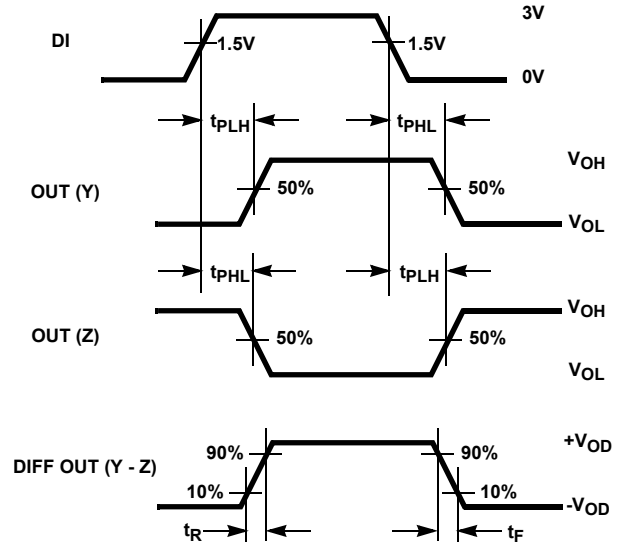 3V
DI
1.5V 1.5V
0V
tPLH tPHL
VOH
OUT (Y)
50% 50%
VOL
tPHL tPLH
VOH
OUT (Z)
50% 50%
VOL
+VOD
90% 90%
DIFF OUT (Y - Z)
10% 10%
-VOD
tR tF